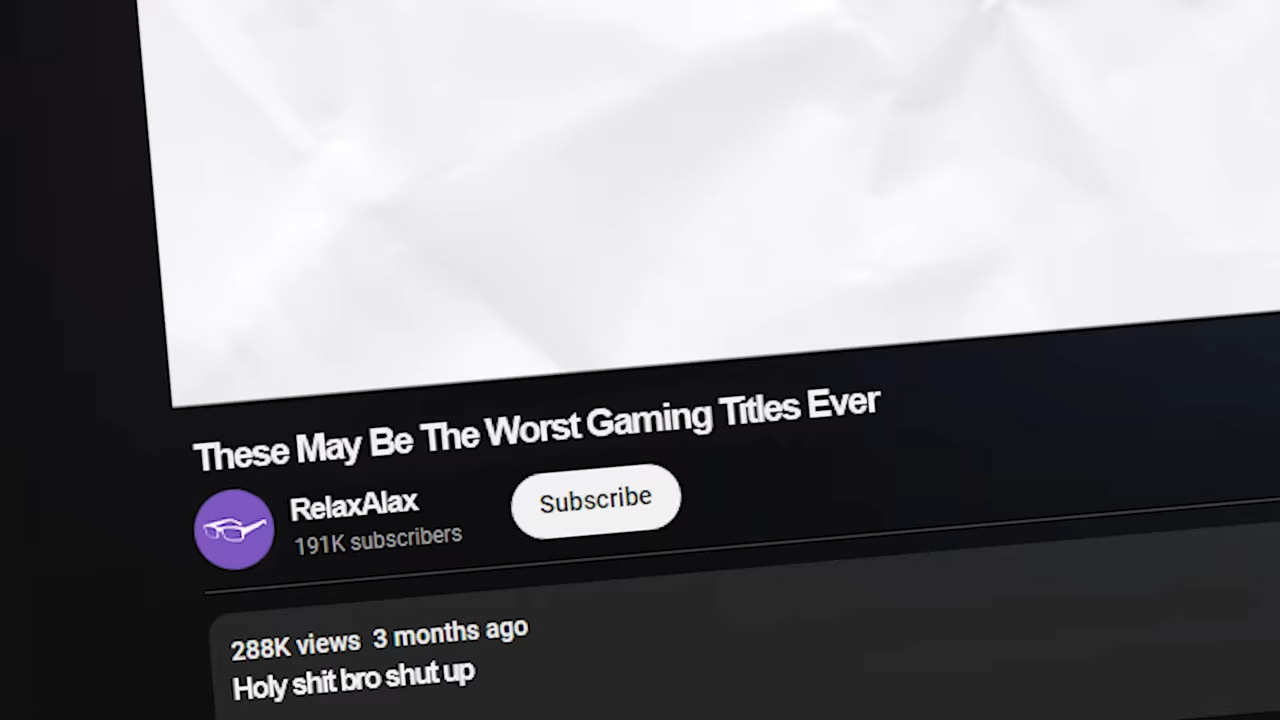 These May Be The Worst Gaming Titles Ever
RelaxAlax
191K subscribers
Subscribe
288K views 3 months ago
Holy shit bro shut up